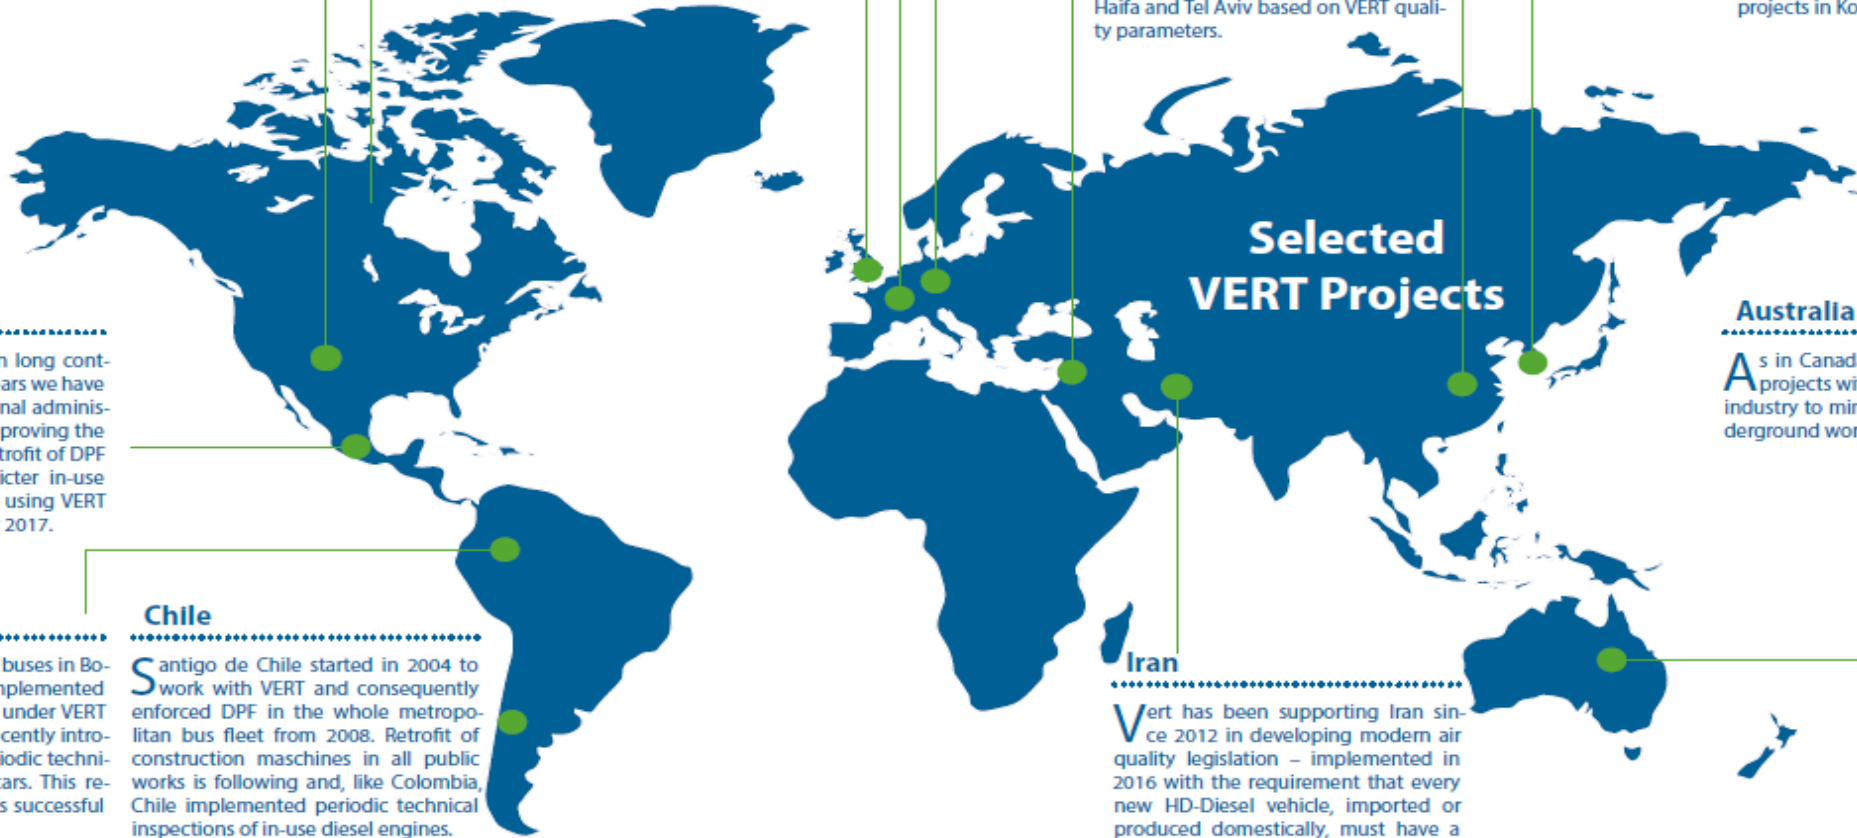 Haifa and Tel Aviv based on VERT quali-
ty parameters.
projects in Ko
Selected
VERT Projects
Australia
As in Canad
projects wi
industry to mi
derground wor
n long cont-
ars we have
nal adminis-
proving the
trofit of DPF
icter in-use
using VERT
2017.
buses in Bo-
nplemented
under VERT
cently intro-
iodic techni-
cars. This re-
s successful
Chile
Santigo de Chile started in 2004 to
work with VERT and consequently
enforced DPF in the whole metropo-
litan bus fleet from 2008. Retrofit of
construction maschines in all public
works is following and, like Colombia,
Chile implemented periodic technical
inspections of in-use diesel engines.
Iran
Vert has been supporting Iran sin-
ce 2012 in developing modern air
quality legislation – implemented in
2016 with the requirement that every
new HD-Diesel vehicle, imported or
produced domestically, must have a